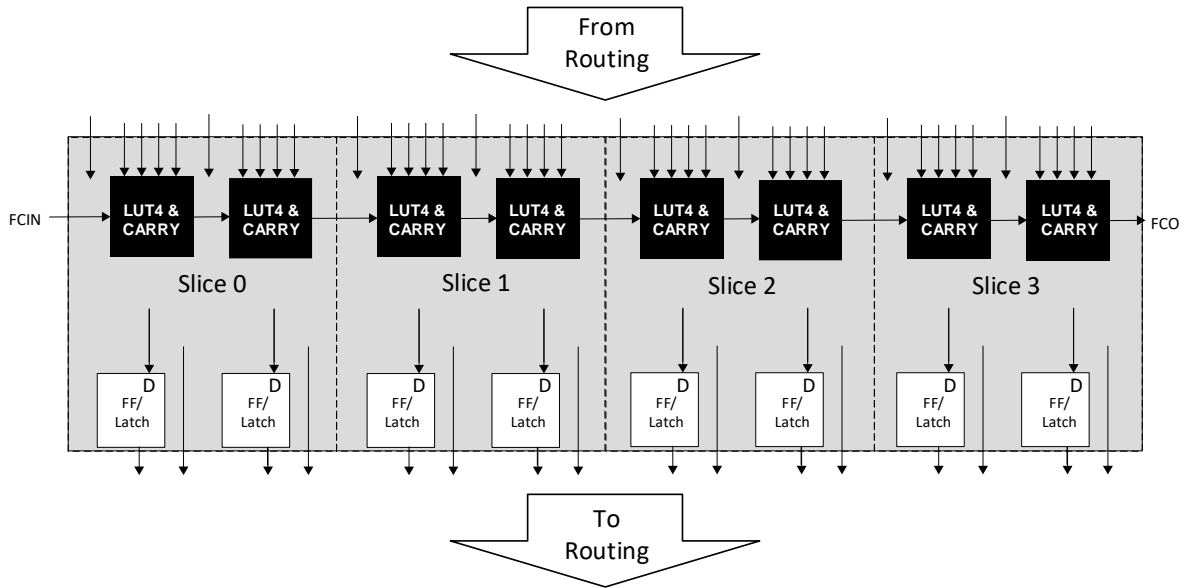 From
Routing
FCIN
LUT4 &
CARRY
LUT4 &
CARRY
LUT4 &
CARRY
LUT4 &
CARRY
LUT4 &
CARRY
LUT4 &
CARRY
LUT4 &
CARRY
LUT4 &
CARRY
FCO
Slice 0
Slice 1
Slice 2
Slice 3
D
FF/
Latch
D
FF/
Latch
D
FF/
Latch
D
FF/
Latch
D
FF/
Latch
D
FF/
Latch
D
FF/
Latch
D
FF/
Latch
To
Routing